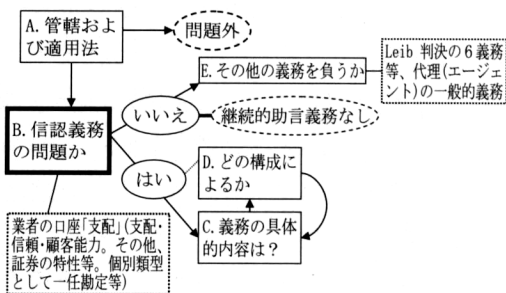 A. 管轄およ
び適用法
問題外
E. その他の義務を負うか
Leib 判決の6義務
等、代理(エージェ
ント)の一般的義務
B. 信認義務
の問題か
いいえ
継続的助言義務なし
はい
D. どの構成に
よるか
C. 義務の具体
的内容は？
業者の口座「支配」(支配・
信頼・顧客能力。その他、
証券の特性等。個別類型
として一任勘定等)